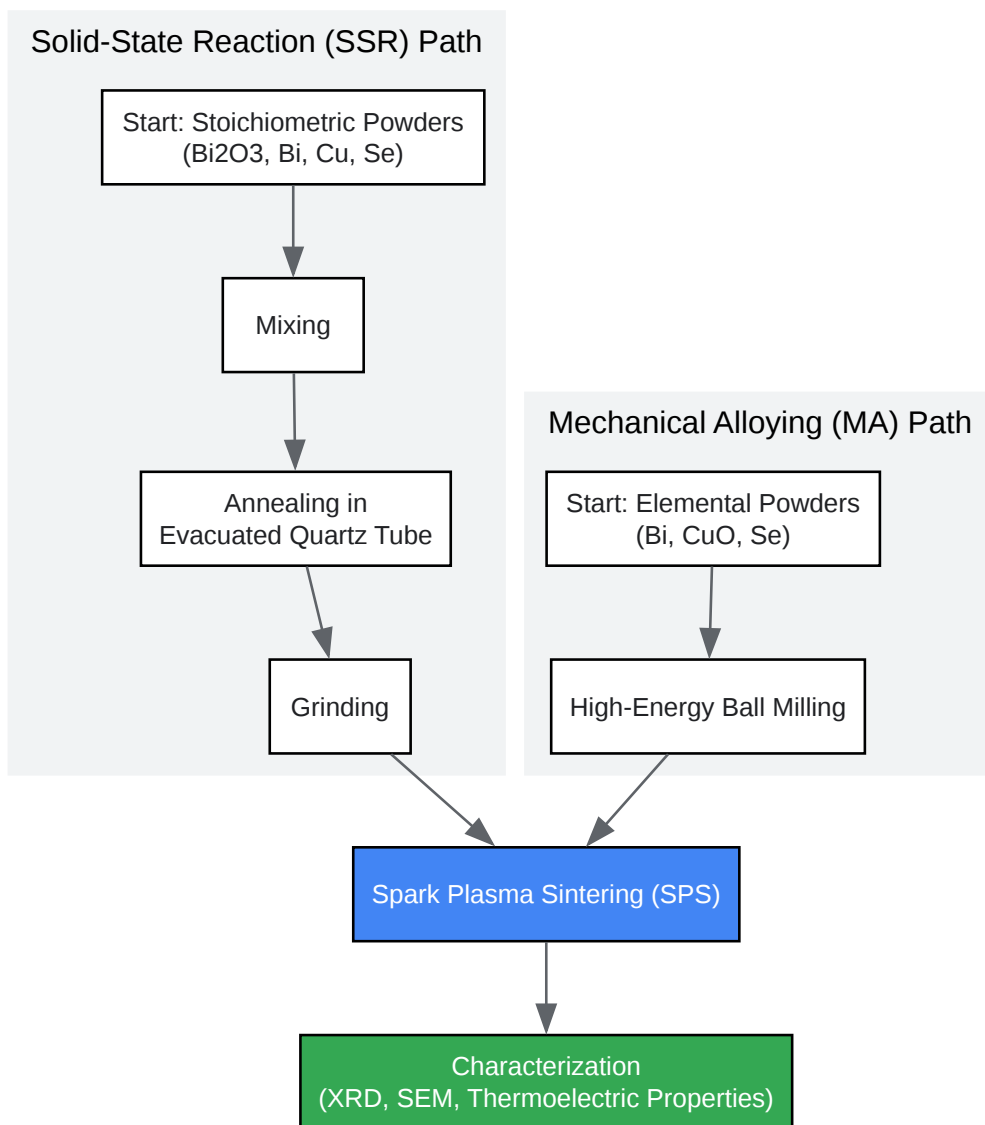 Solid-State Reaction (SSR) Path
Start: Stoichiometric Powders
(Bi2O3, Bi, Cu, Se)
Mixing
Annealing in
Evacuated Quartz Tube
Grinding
Mechanical Alloying (MA) Path
Start: Elemental Powders
(Bi, CuO, Se)
High-Energy Ball Milling
Spark Plasma Sintering (SPS)
Characterization
(XRD, SEM, Thermoelectric Properties)